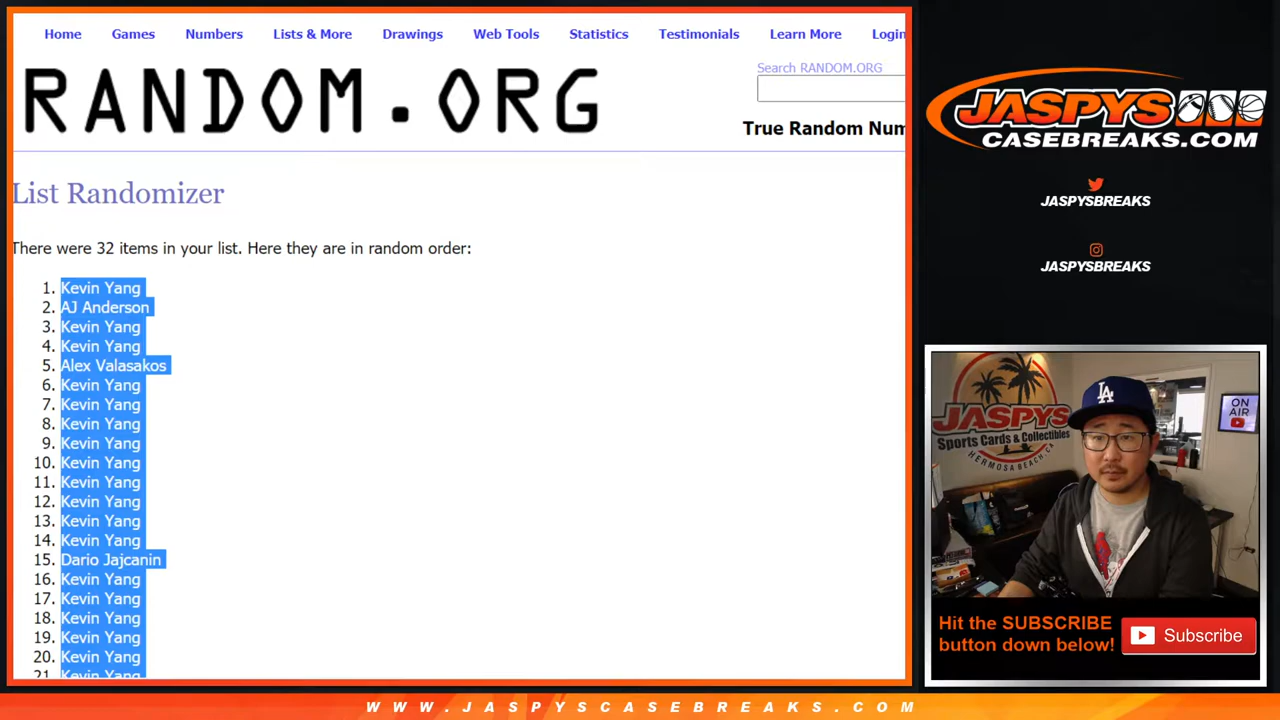 Home Games Numbers Lists & More Drawings Web Tools Statistics Testimonials Learn More Login
RANDOM.ORG
Search RANDOM.ORG
True Random Num
List Randomizer
There were 32 items in your list. Here they are in random order:
1. Kevin Yang
2. AJ Anderson
3. Kevin Yang
4. Kevin Yang
5. Alex Valasakos
6. Kevin Yang
7. Kevin Yang
8. Kevin Yang
9. Kevin Yang
10. Kevin Yang
11. Kevin Yang
12. Kevin Yang
13. Kevin Yang
14. Kevin Yang
15. Dario Jajcanin
16. Kevin Yang
17. Kevin Yang
18. Kevin Yang
19. Kevin Yang
20. Kevin Yang
21. Kevin Yang
JASPYS
CASEBREAKS.COM
JASPYSBREAKS
JASPYSBREAKS
JASPYS
Sports Cards & Collectibles
HERMOSA BEACH, CA
LA
ON
AIR
Hit the SUBSCRIBE
button down below!
Subscribe
WWW.JASPYSCASEBREAKS.COM